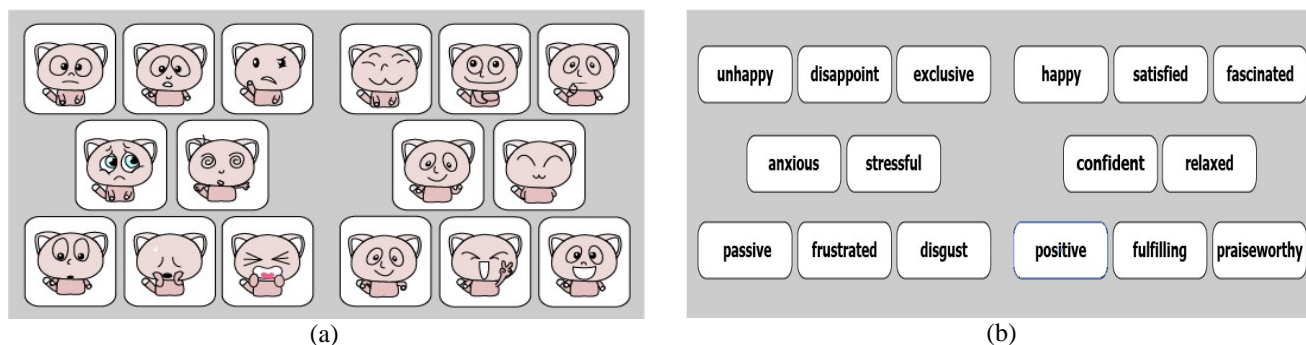 unhappy disappoint exclusive happy satisfied fascinated
anxious stressful confident relaxed
passive frustrated disgust positive fulfilling praiseworthy
(a) (b)